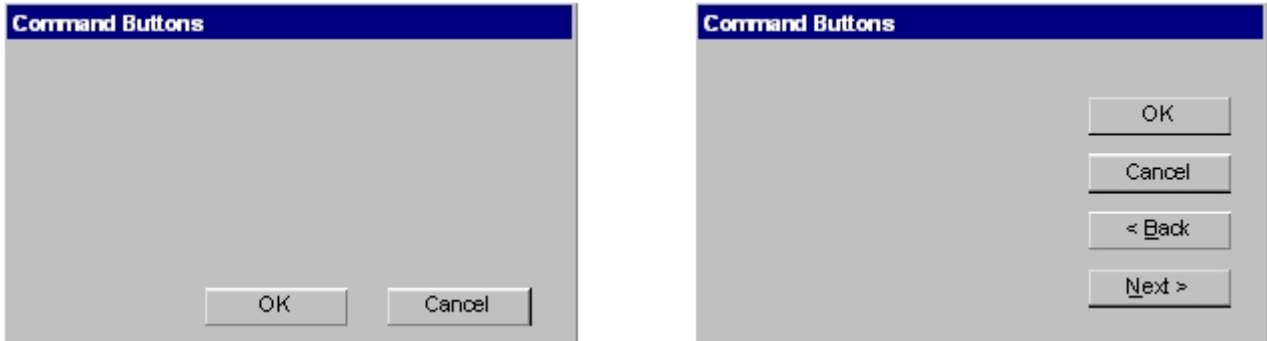 Command Buttons
OK Cancel
Command Buttons
OK
Cancel
< Back
Next >